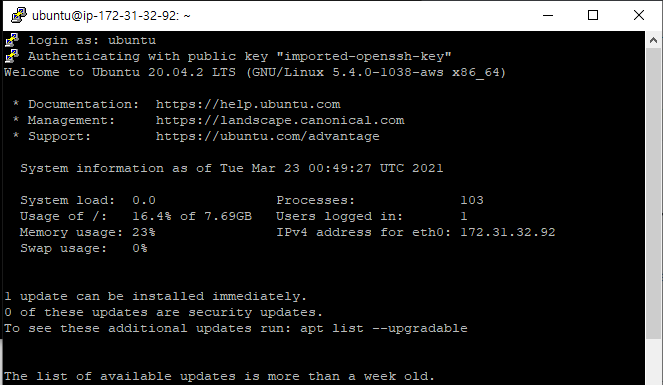 ubuntu@ip-172-31-32-92: ~
login as: ubuntu
Authenticating with public key "imported-openssh-key"
Welcome to Ubuntu 20.04.2 LTS (GNU/Linux 5.4.0-1038-aws x86_64)
* Documentation:  https://help.ubuntu.com
* Management:     https://landscape.canonical.com
* Support:        https://ubuntu.com/advantage
System information as of Tue Mar 23 00:49:27 UTC 2021
System load:  0.0               Processes:             103
Usage of /:   16.4% of 7.69GB   Users logged in:       1
Memory usage: 23%               IPv4 address for eth0: 172.31.32.92
Swap usage:   0%
1 update can be installed immediately.
0 of these updates are security updates.
To see these additional updates run: apt list --upgradable
The list of available updates is more than a week old.